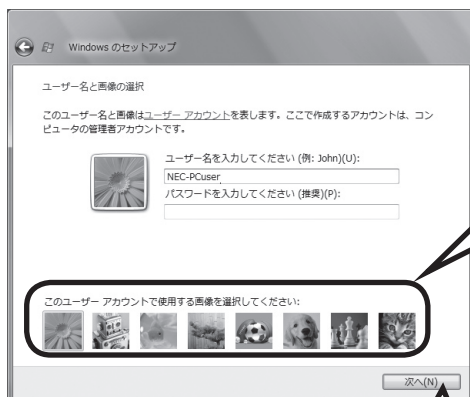 Windows のセットアップ
ユーザー名と画像の選択
このユーザー名と画像はユーザー アカウントを表します。ここで作成するアカウントは、コン
ピュータの管理者アカウントです。
ユーザー名を入力してください (例: John)(U):
NEC-PCuser
パスワードを入力してください (推奨)(P):
このユーザー アカウントで使用する画像を選択してください:
次へ(N)